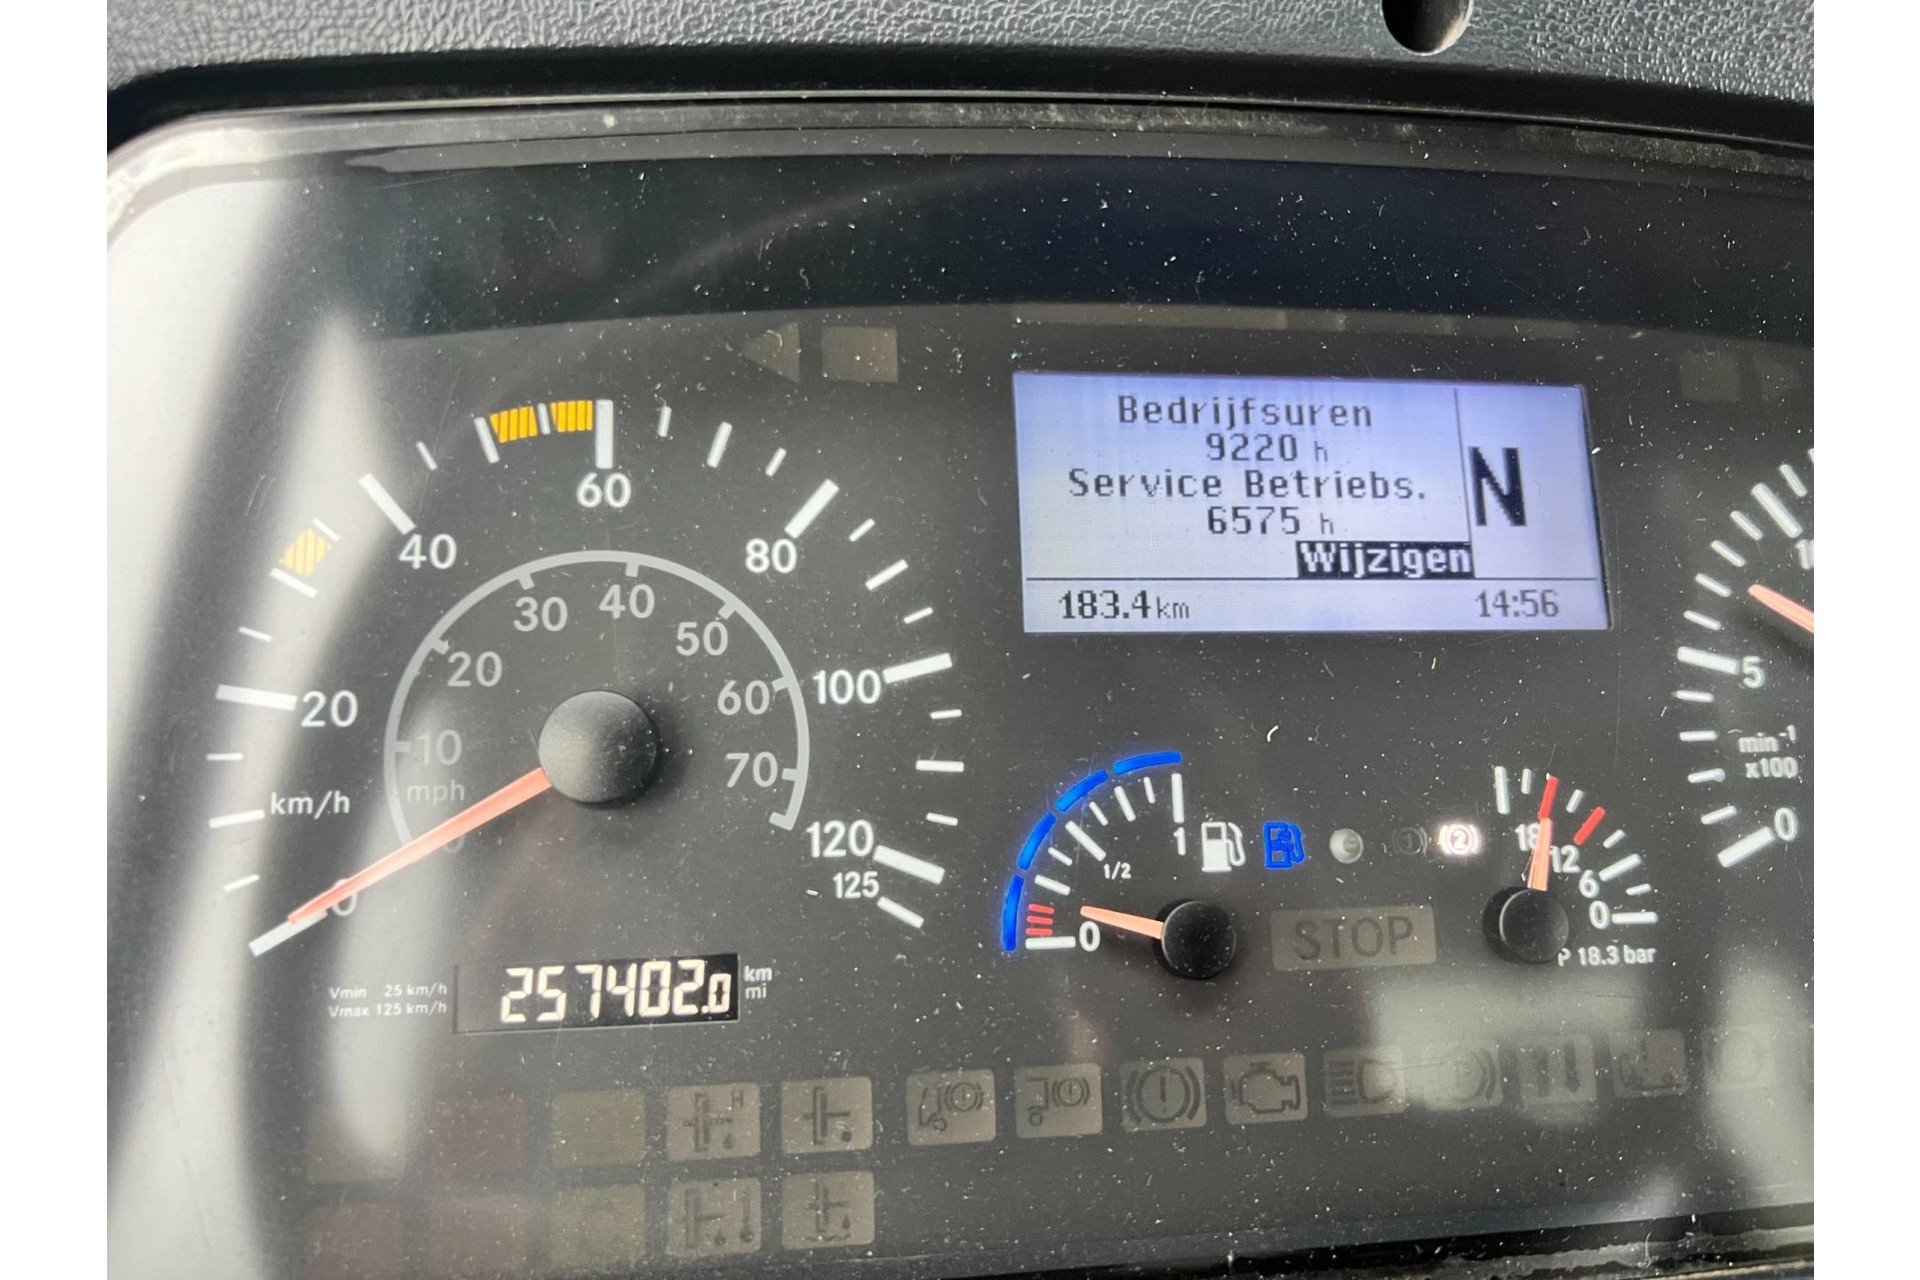 Bedrijfsuren
9220 h
Service Betriebs.
6575 h
Wijzigen
N
183.4 km
14:56
20
40
60
80
100
120
125
0
km/h
10
20
30
40
50
60
70
mph
Vmin 25 km/h
Vmax 125 km/h
257402.0
km
mi
0
1/2
1
2
STOP
18
12
6
0
P 18.3 bar
5
min-1
x100
0